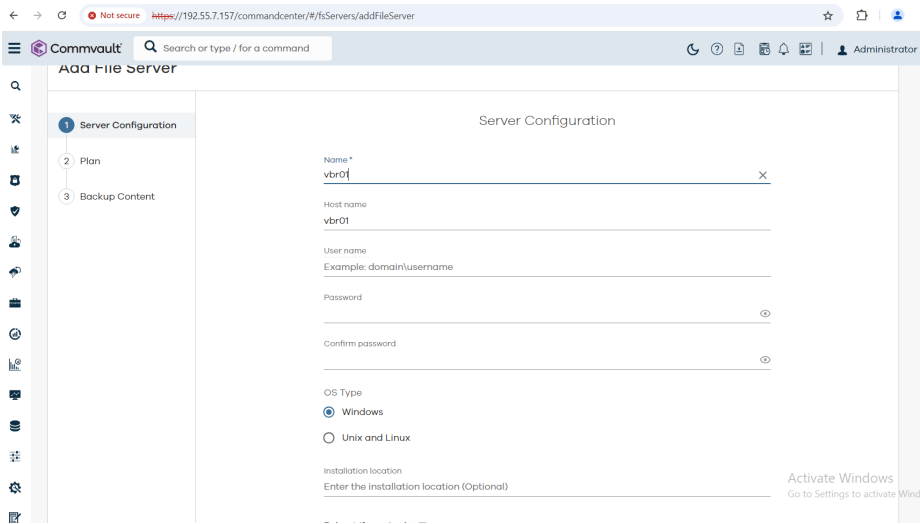 Not secure https://192.55.7.157/commandcenter/#/fsServers/addFileServer
Commvault Search or type / for a command Administrator
Add File Server
1 Server Configuration
2 Plan
3 Backup Content
Server Configuration
Name *
vbr01
Host name
vbr01
User name
Example: domain\username
Password
Confirm password
OS Type
Windows
Unix and Linux
Installation location
Enter the installation location (Optional)
Activate Windows
Go to Settings to activate Wind